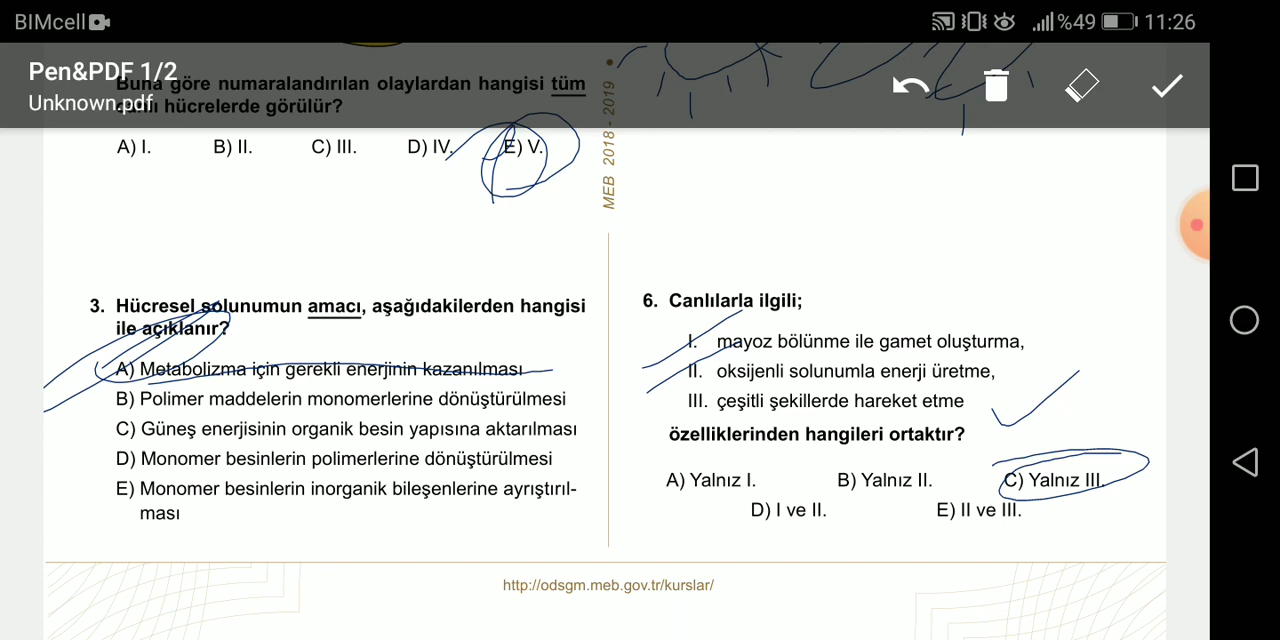 BIMcell
%49
11:26
Pen&PDF 1/2
Unknown.pdf
Buna göre numaralandırılan olaylardan hangisi tüm
hücrelerde görülür?
A) I. B) II. C) III. D) IV. E) V.
3. Hücresel solunumun amacı, aşağıdakilerden hangisi
ile açıklanır?
A) Metabolizma için gerekli enerjinin kazanılması
B) Polimer maddelerin monomerlerine dönüştürülmesi
C) Güneş enerjisinin organik besin yapısına aktarılması
D) Monomer besinlerin polimerlerine dönüştürülmesi
E) Monomer besinlerin inorganik bileşenlerine ayrıştırıl-
ması
MEB 2018 - 2019 •
6. Canlılarla ilgili;
I. mayoz bölünme ile gamet oluşturma,
II. oksijenli solunumla enerji üretme,
III. çeşitli şekillerde hareket etme
özelliklerinden hangileri ortaktır?
A) Yalnız I. B) Yalnız II. C) Yalnız III.
D) I ve II. E) II ve III.
http://odsgm.meb.gov.tr/kurslar/